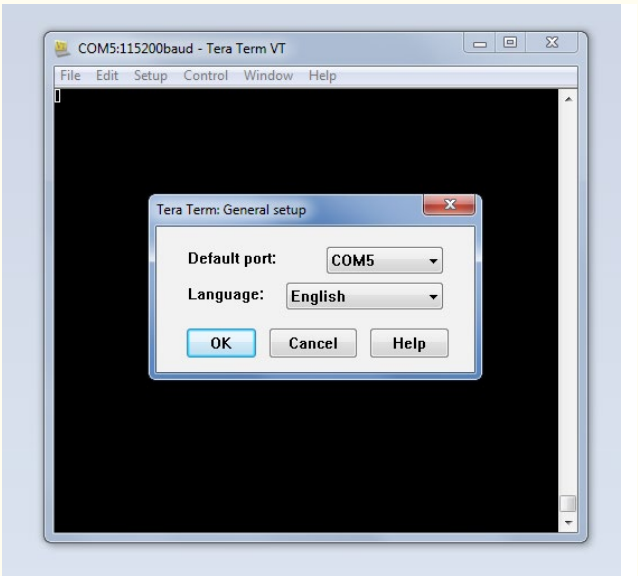 COM5:115200baud - Tera Term VT
File Edit Setup Control Window Help
Tera Term: General setup
Default port: COM5
Language: English
OK Cancel Help